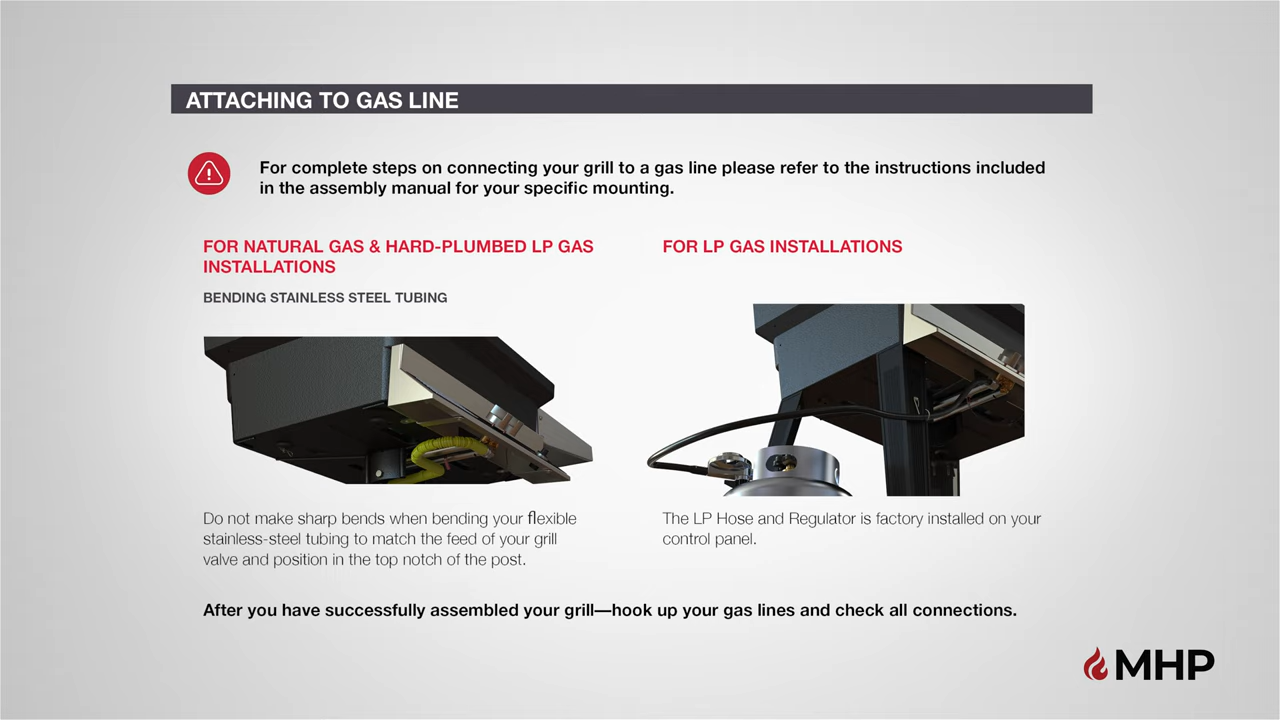 ATTACHING TO GAS LINE
For complete steps on connecting your grill to a gas line please refer to the instructions included
in the assembly manual for your specific mounting.
FOR NATURAL GAS & HARD-PLUMBED LP GAS
INSTALLATIONS
BENDING STAINLESS STEEL TUBING
Do not make sharp bends when bending your flexible
stainless-steel tubing to match the feed of your grill
valve and position in the top notch of the post.
FOR LP GAS INSTALLATIONS
The LP Hose and Regulator is factory installed on your
control panel.
After you have successfully assembled your grill—hook up your gas lines and check all connections.
MHP